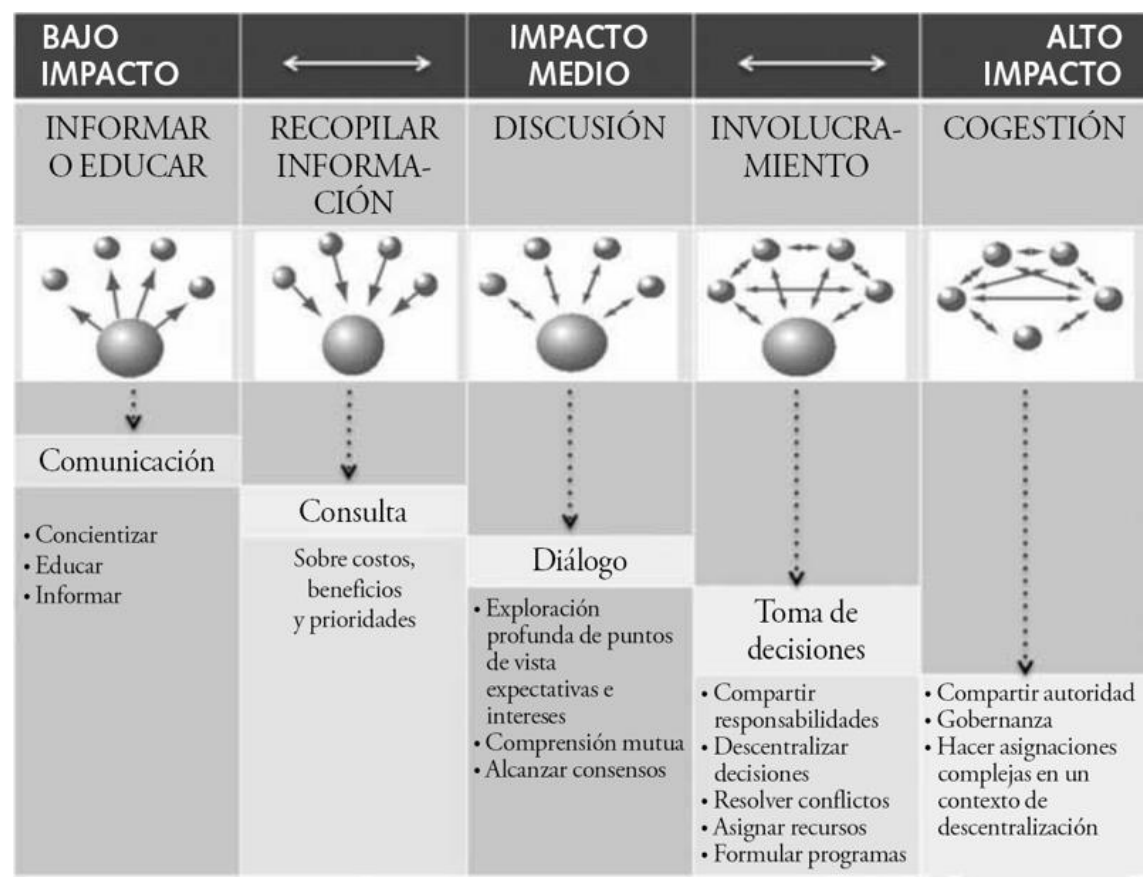 BAJO
IMPACTO
IMPACTO
MEDIO
ALTO
IMPACTO
INFORMAR
O EDUCAR
RECOPILAR
INFORMA-
CIÓN
DISCUSIÓN
INVOLUCRA-
MIENTO
COGESTIÓN
Comunicación
• Concientizar
• Educar
• Informar
Consulta
Sobre costos,
beneficios
y prioridades
Diálogo
• Exploración
profunda de puntos
de vista
expectativas e
intereses
• Comprensión mutua
• Alcanzar consensos
Toma de
decisiones
• Compartir
responsabilidades
• Descentralizar
decisiones
• Resolver conflictos
• Asignar recursos
• Formular programas
• Compartir autoridad
• Gobernanza
• Hacer asignaciones
complejas en un
contexto de
descentralización